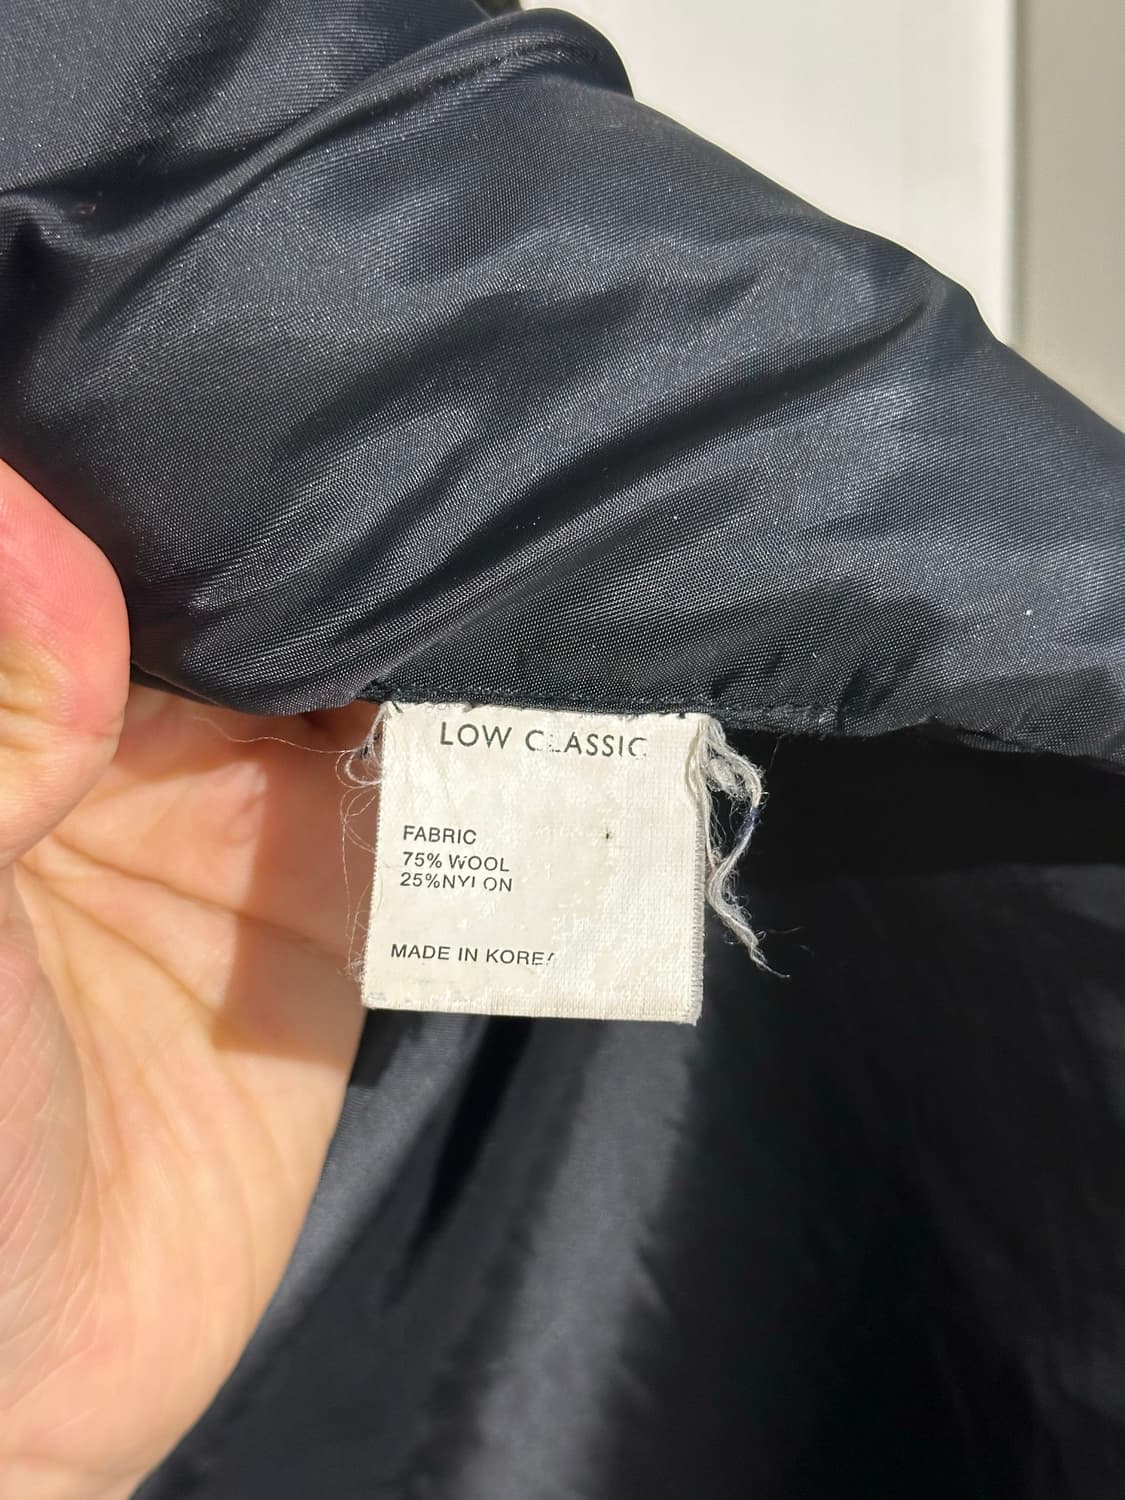 LOW CLASSIC
FABRIC
75% WOOL
25%NYLON
MADE IN KOREA